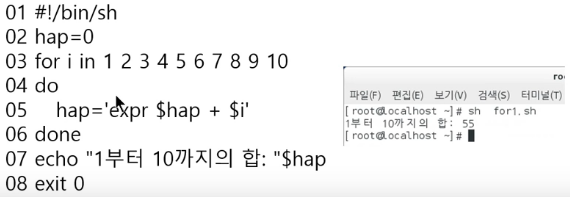 01 #!/bin/sh
02 hap=0
03 for i in 1 2 3 4 5 6 7 8 9 10
04 do
05 hap='expr $hap + $i'
06 done
07 echo "1부터 10까지의 합: "$hap
08 exit 0
ro
파일(F) 편집(E) 보기(V) 검색(S) 터미널(T)
[root@localhost ~]# sh for1.sh
1부터 10까지의 합: 55
[root@localhost ~]#